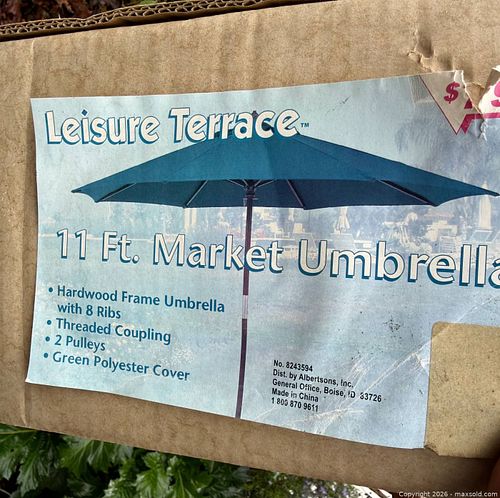 Leisure Terrace™
$
11 Ft. Market Umbrella
• Hardwood Frame Umbrella
with 8 Ribs
• Threaded Coupling
• 2 Pulleys
• Green Polyester Cover
No. 8243594
Dist. by Albertsons, Inc.
General Office, Boise, ID 83726
Made in China
1 800 870 9611
Copyright 2026 - maxsold.com